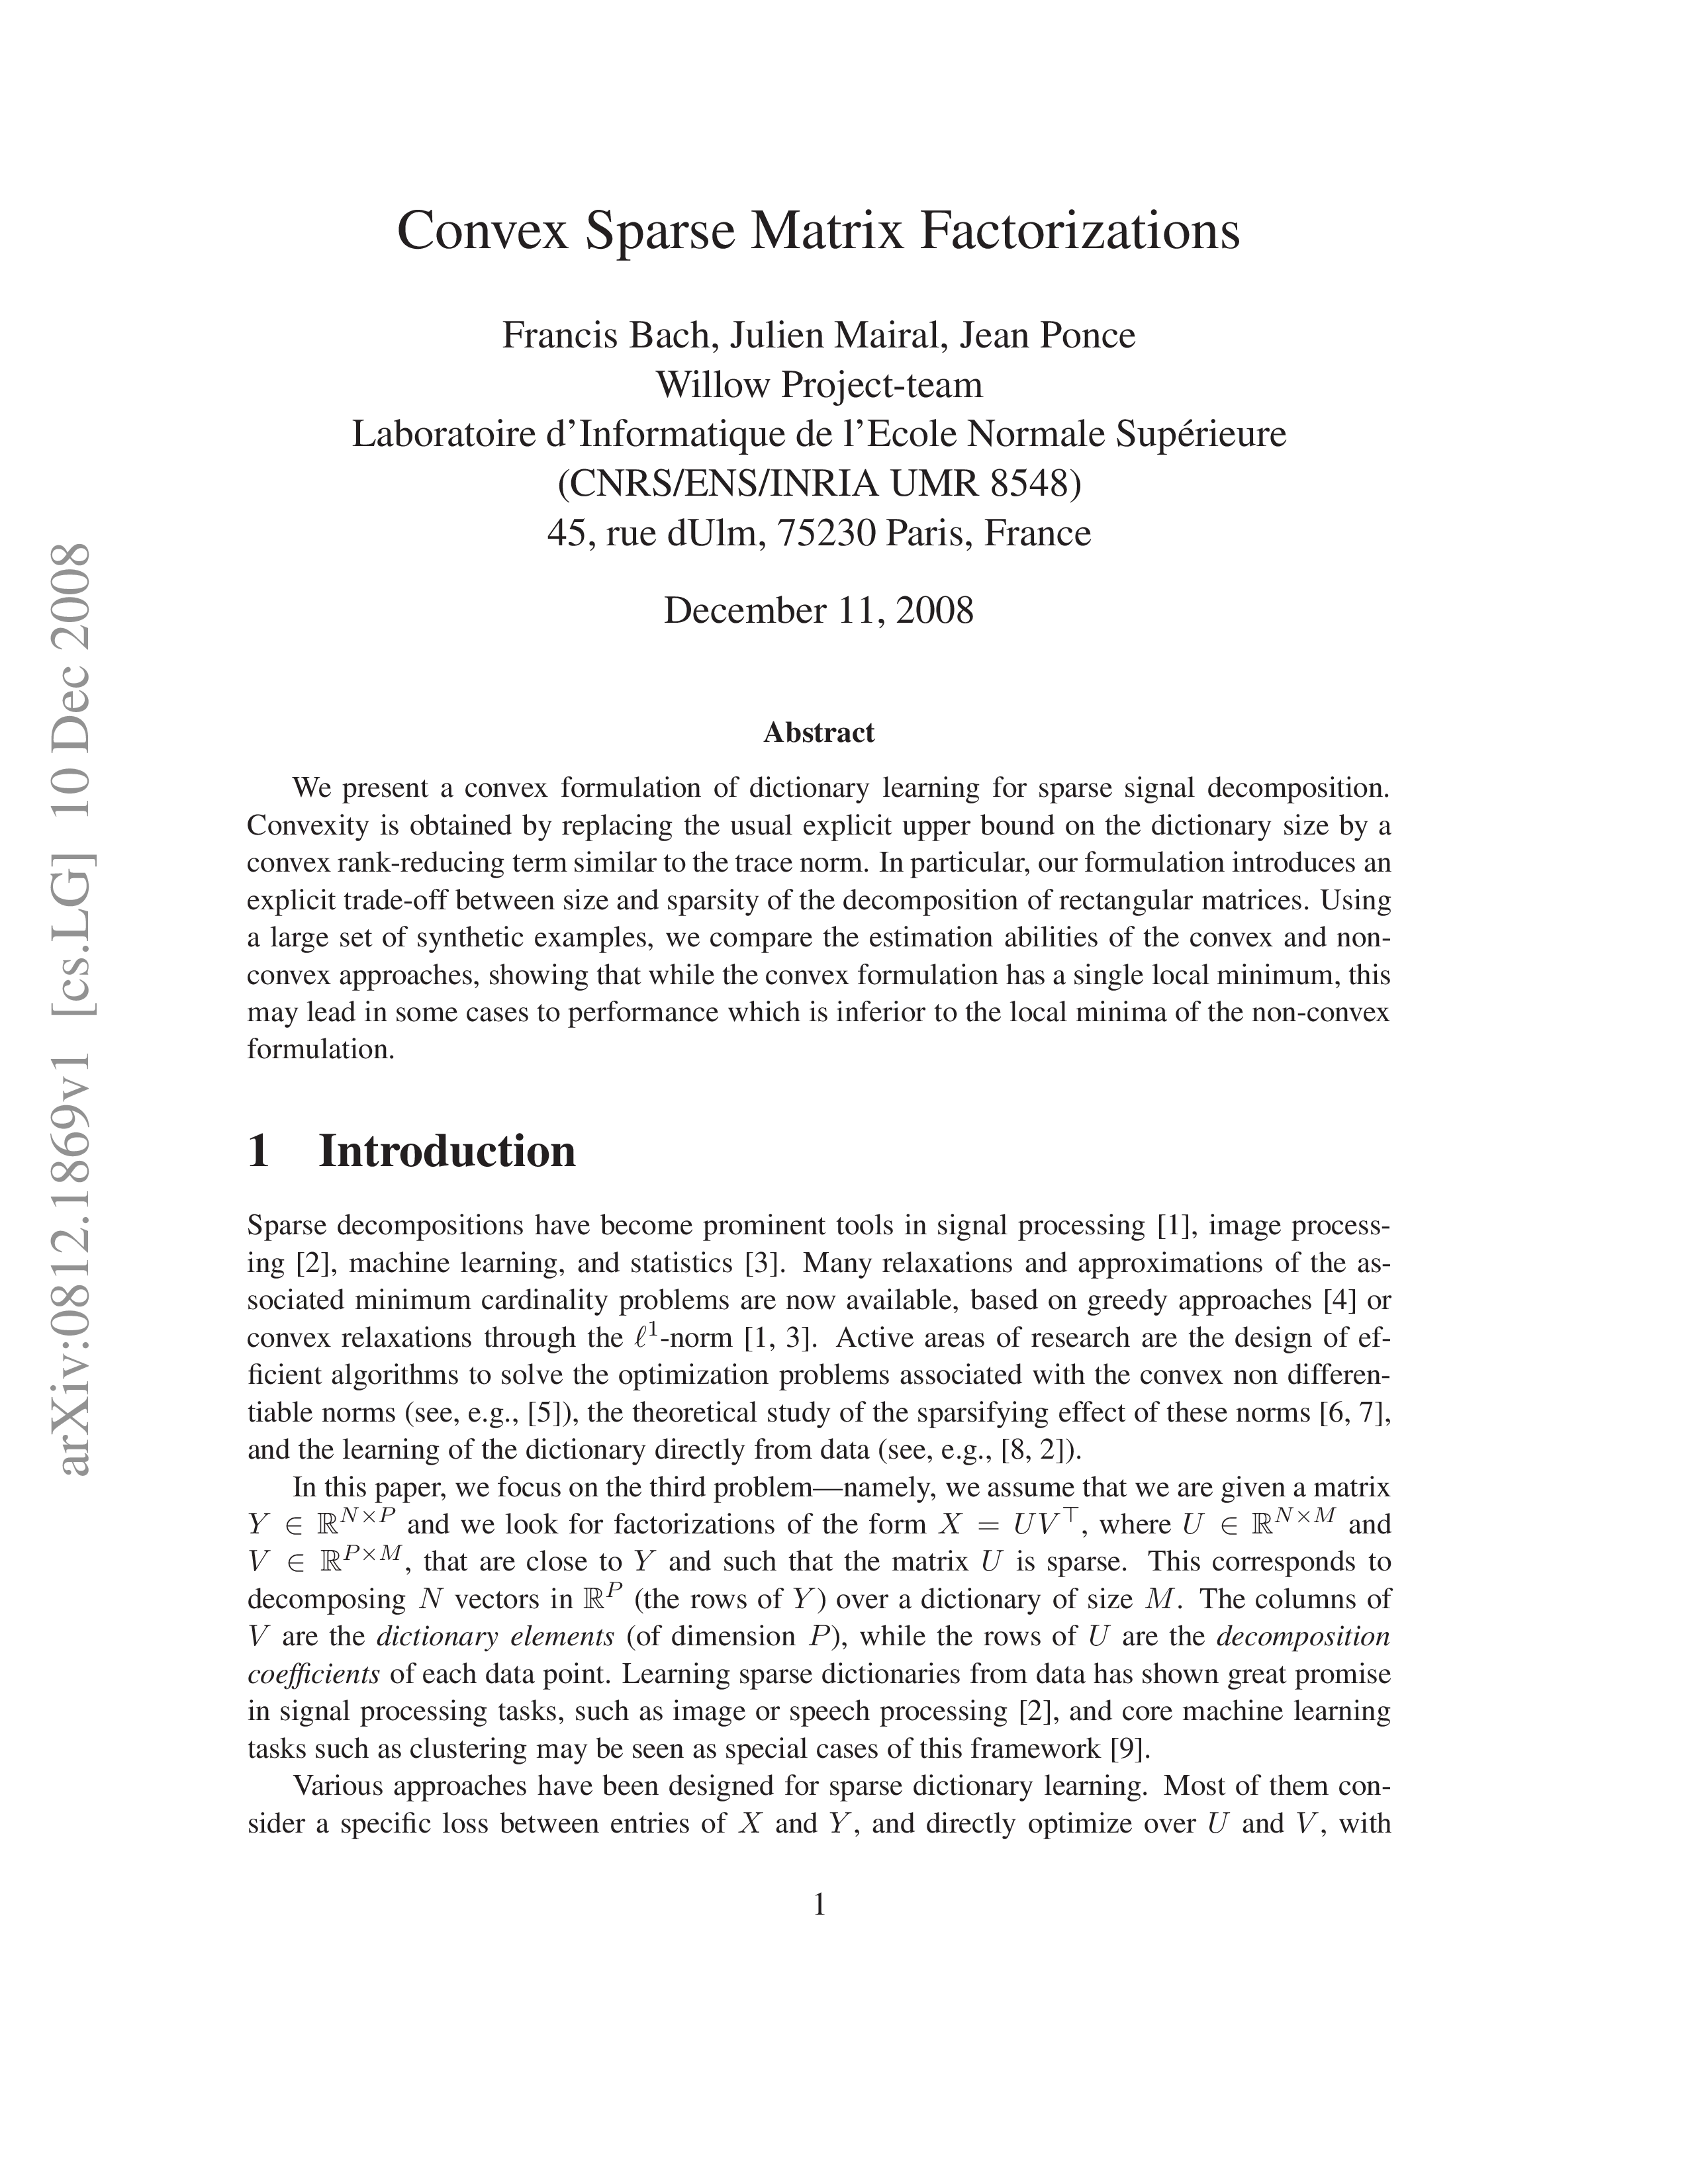 arXiv:0812.1869v1 [cs.LG] 10 Dec 2008
Convex Sparse Matrix Factorizations
Francis Bach, Julien Mairal, Jean Ponce
Willow Project-team
Laboratoire d'Informatique de l'Ecole Normale Supérieure
(CNRS/ENS/INRIA UMR 8548)
45, rue dUlm, 75230 Paris, France
December 11, 2008
Abstract
We present a convex formulation of dictionary learning for sparse signal decomposition.
Convexity is obtained by replacing the usual explicit upper bound on the dictionary size by a
convex rank-reducing term similar to the trace norm. In particular, our formulation introduces an
explicit trade-off between size and sparsity of the decomposition of rectangular matrices. Using
a large set of synthetic examples, we compare the estimation abilities of the convex and non-
convex approaches, showing that while the convex formulation has a single local minimum, this
may lead in some cases to performance which is inferior to the local minima of the non-convex
formulation.
1 Introduction
Sparse decompositions have become prominent tools in signal processing [1], image process-
ing [2], machine learning, and statistics [3]. Many relaxations and approximations of the as-
sociated minimum cardinality problems are now available, based on greedy approaches [4] or
convex relaxations through the ℓ¹-norm [1, 3]. Active areas of research are the design of ef-
ficient algorithms to solve the optimization problems associated with the convex non differen-
tiable norms (see, e.g., [5]), the theoretical study of the sparsifying effect of these norms [6, 7],
and the learning of the dictionary directly from data (see, e.g., [8, 2]).
In this paper, we focus on the third problem—namely, we assume that we are given a matrix
Y ∈ ℝ^{N×P} and we look for factorizations of the form X = UV^⊤, where U ∈ ℝ^{N×M} and
V ∈ ℝ^{P×M}, that are close to Y and such that the matrix U is sparse. This corresponds to
decomposing N vectors in ℝ^P (the rows of Y) over a dictionary of size M. The columns of
V are the dictionary elements (of dimension P), while the rows of U are the decomposition
coefficients of each data point. Learning sparse dictionaries from data has shown great promise
in signal processing tasks, such as image or speech processing [2], and core machine learning
tasks such as clustering may be seen as special cases of this framework [9].
Various approaches have been designed for sparse dictionary learning. Most of them con-
sider a specific loss between entries of X and Y, and directly optimize over U and V, with
1